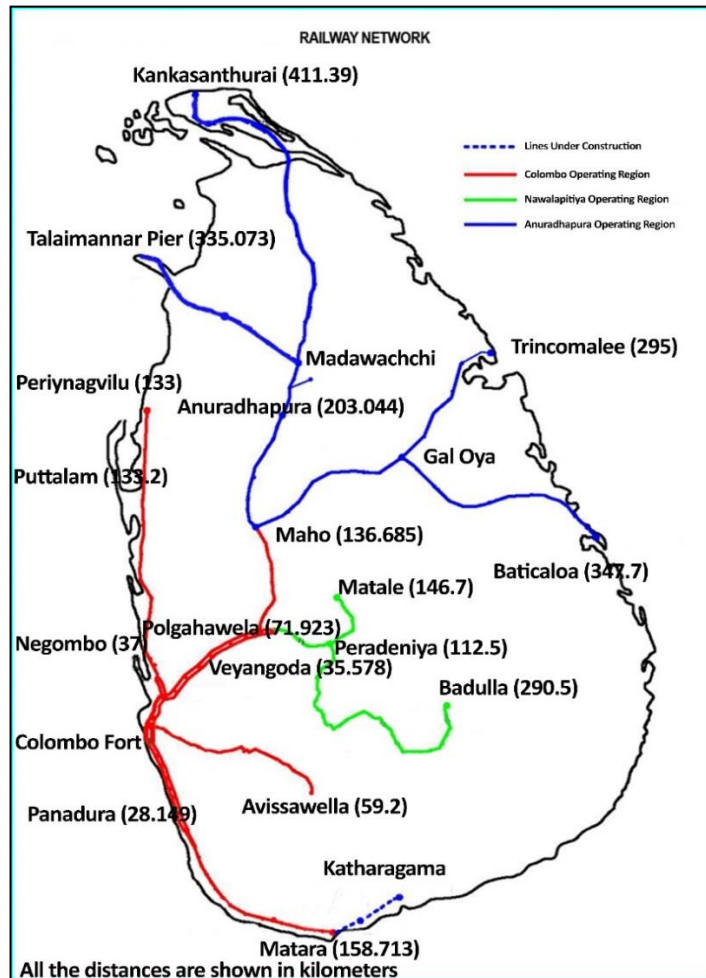 RAILWAY NETWORK
Kankasanthurai (411.39)
Lines Under Construction
Colombo Operating Region
Nawalapitiya Operating Region
Anuradhapura Operating Region
Talaimannar Pier (335.073)
Madawachchi
Trincomalee (295)
Periynagvilu (133)
Anuradhapura (203.044)
Gal Oya
Puttalam (133.2)
Maho (136.685)
Baticaloa (347.7)
Matale (146.7)
Polgahawela (71.923)
Negombo (37)
Peradeniya (112.5)
Veyangoda (35.578)
Badulla (290.5)
Colombo Fort
Avissawella (59.2)
Panadura (28.149)
Katharagama
Matara (158.713)
All the distances are shown in kilometers